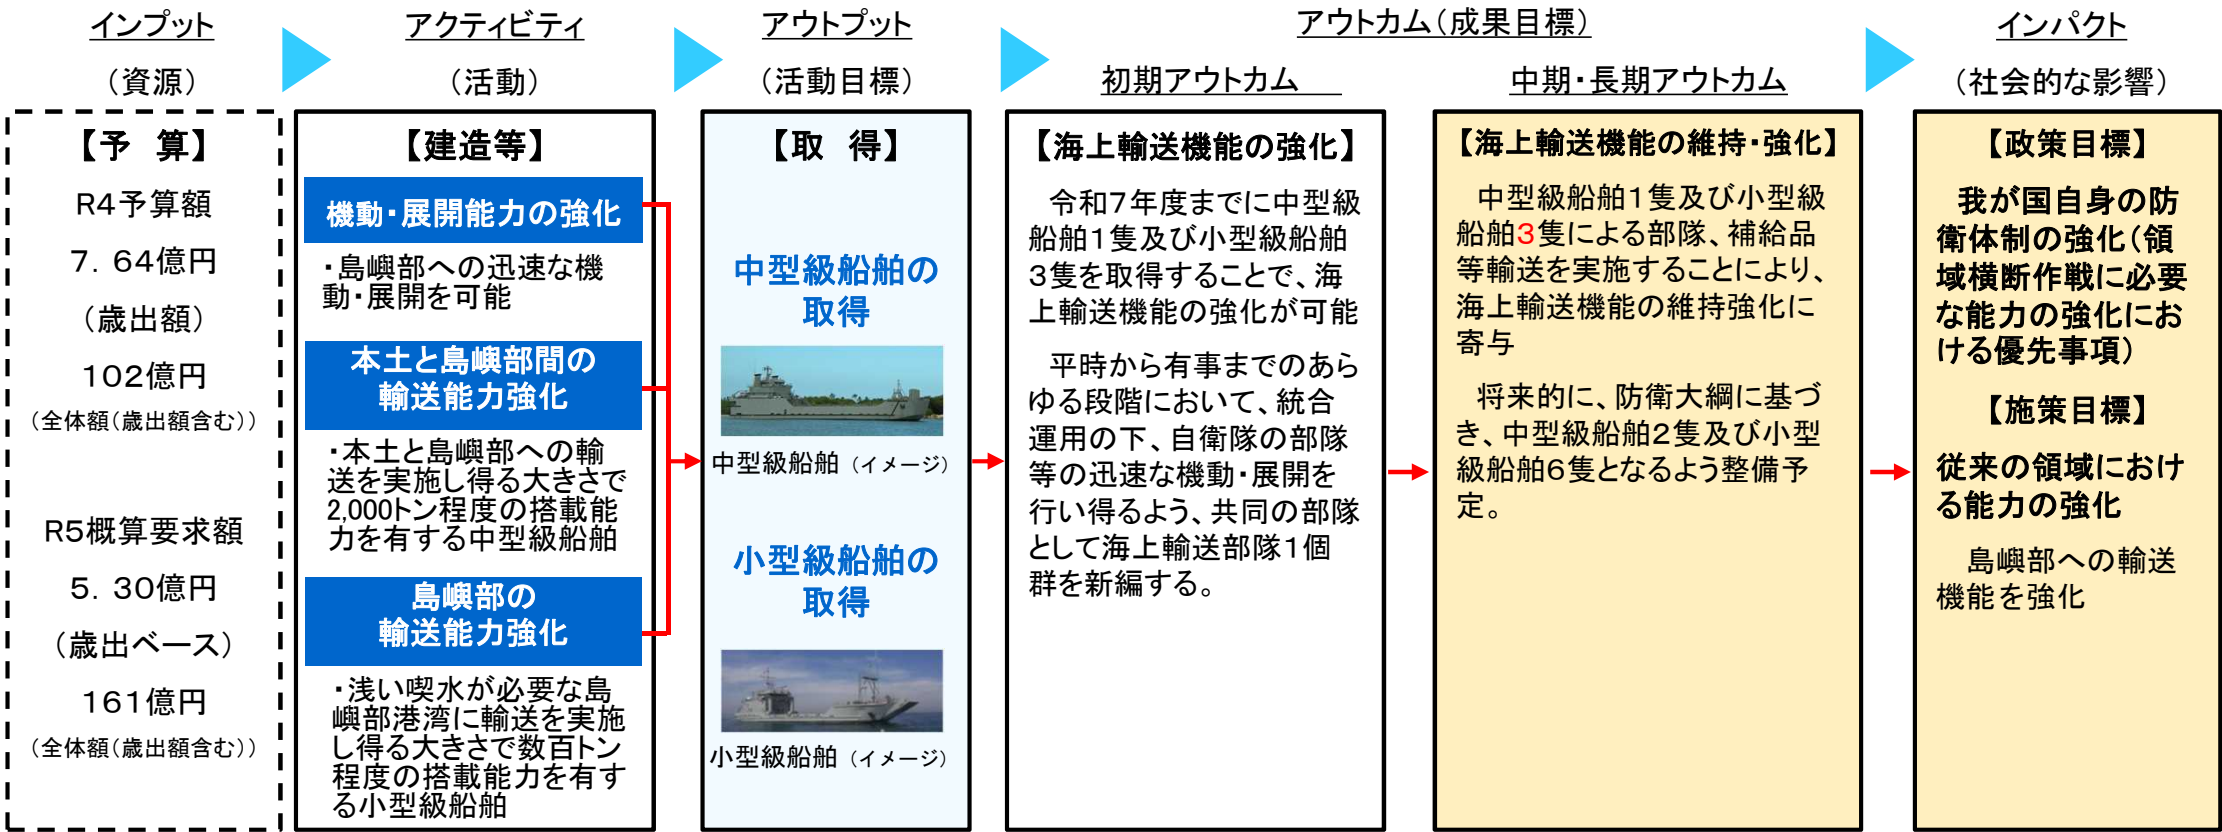 インプット
（資源）
【予　算】
R4予算額
7．64億円
（歳出額）
102億円
（全体額（歳出額含む））
R5概算要求額
5．30億円
（歳出ベース）
161億円
（全体額（歳出額含む））
アクティビティ
（活動）
【建造等】
機動・展開能力の強化
・島嶼部への迅速な機
動・展開を可能
本土と島嶼部間の
輸送能力強化
・本土と島嶼部への輸
送を実施し得る大きさで
2,000トン程度の搭載能
力を有する中型級船舶
島嶼部の
輸送能力強化
・浅い喫水が必要な島
嶼部港湾に輸送を実施
し得る大きさで数百トン
程度の搭載能力を有す
る小型級船舶
アウトプット
（活動目標）
【取　得】
中型級船舶の
取得
中型級船舶（イメージ）
小型級船舶の
取得
小型級船舶（イメージ）
アウトカム（成果目標）
初期アウトカム
【海上輸送機能の強化】
令和7年度までに中型級
船舶1隻及び小型級船舶
3隻を取得することで、海
上輸送機能の強化が可能
平時から有事までのあら
ゆる段階において、統合
運用の下、自衛隊の部隊
等の迅速な機動・展開を
行い得るよう、共同の部隊
として海上輸送部隊1個
群を新編する。
中期・長期アウトカム
【海上輸送機能の維持・強化】
中型級船舶1隻及び小型級
船舶3隻による部隊、補給品
等輸送を実施することにより、
海上輸送機能の維持強化に
寄与
将来的に、防衛大綱に基づ
き、中型級船舶2隻及び小型
級船舶6隻となるよう整備予
定。
インパクト
（社会的な影響）
【政策目標】
我が国自身の防
衛体制の強化（領
域横断作戦に必要
な能力の強化にお
ける優先事項）
【施策目標】
従来の領域におけ
る能力の強化
島嶼部への輸送
機能を強化